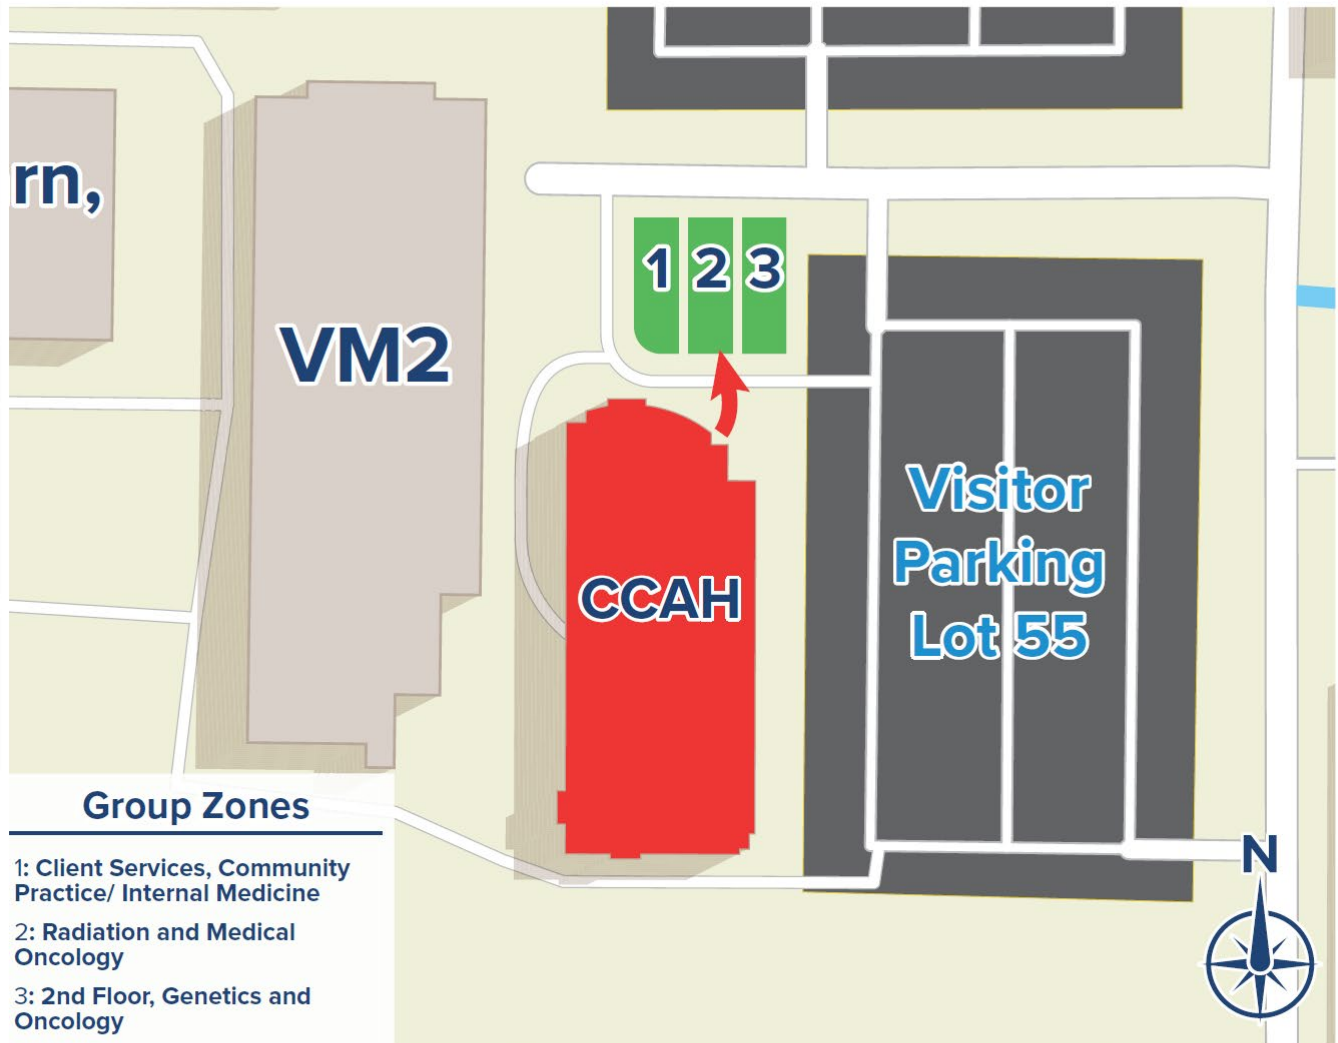 rn,
1 2 3
VM2
Visitor
Parking
Lot 55
CCAH
Group Zones
1: Client Services, Community
Practice/ Internal Medicine
2: Radiation and Medical
Oncology
3: 2nd Floor, Genetics and
Oncology
N